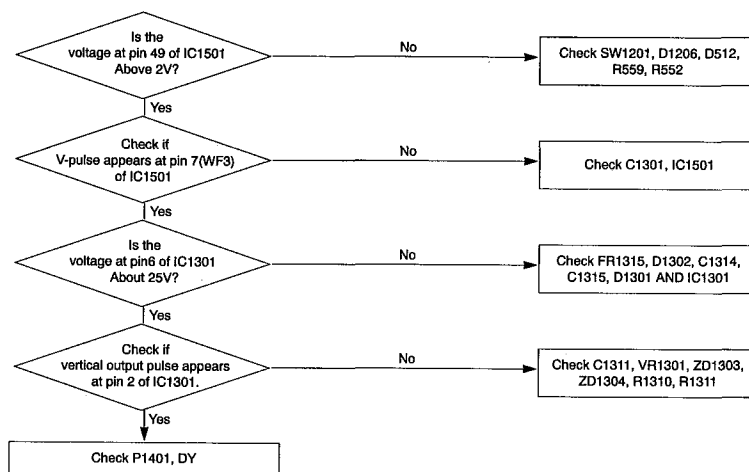 Is the
voltage at pin 49 of IC1501
Above 2V?
No
Check SW1201, D1206, D512,
R559, R552
Yes
Check if
V-pulse appears at pin 7(WF3)
of IC1501
No
Check C1301, IC1501
Yes
Is the
voltage at pin6 of IC1301
About 25V?
No
Check FR1315, D1302, C1314,
C1315, D1301 AND IC1301
Yes
Check if
vertical output pulse appears
at pin 2 of IC1301.
No
Check C1311, VR1301, ZD1303,
ZD1304, R1310, R1311
Yes
Check P1401, DY